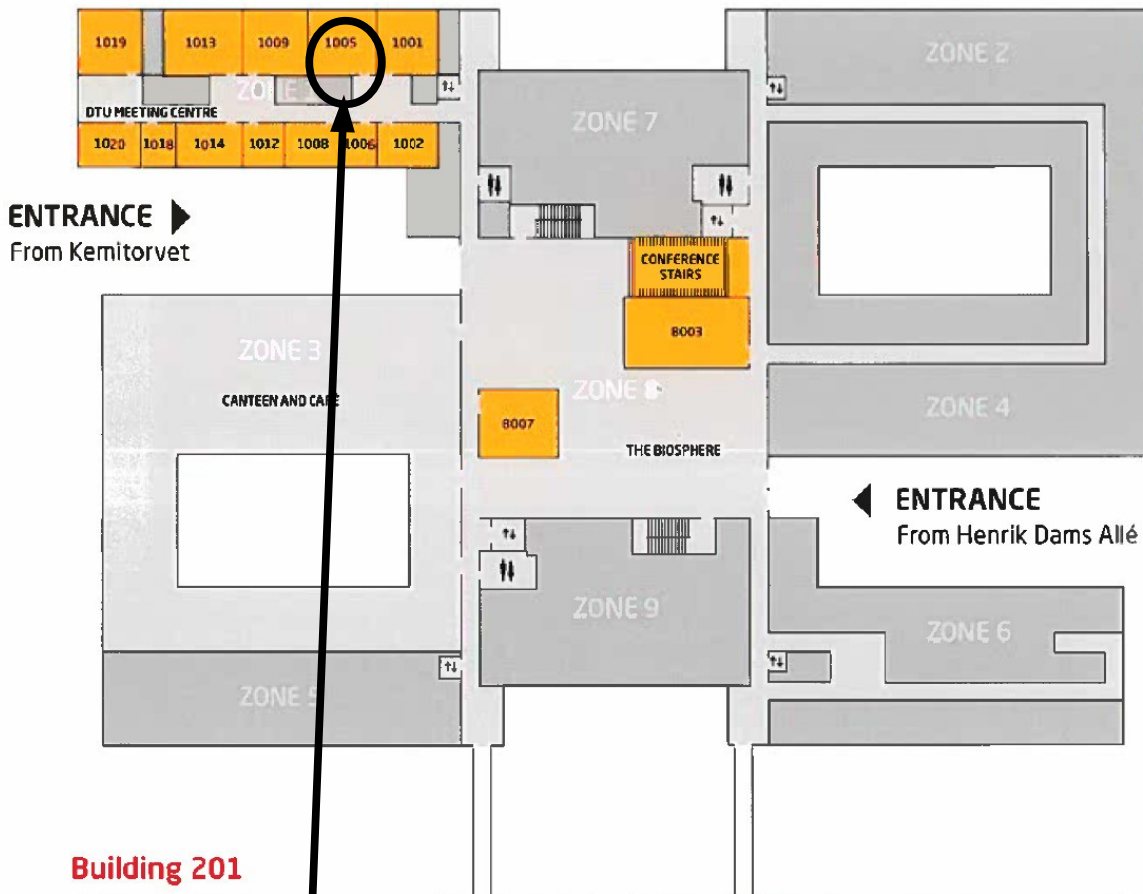 1019 1013 1009 1005 1001
ZONE
DTU MEETING CENTRE
1020 1018 1014 1012 1008 1006 1002
ZONE 2
ZONE 7
ENTRANCE
From Kemitorvet
CONFERENCE
STAIRS
8003
ZONE 3
CANTEEN AND CAFE
ZONE 8
ZONE 4
8007
THE BIOSPHERE
ENTRANCE
From Henrik Dams Allé
ZONE 9
ZONE 6
ZONE 5
Building 201